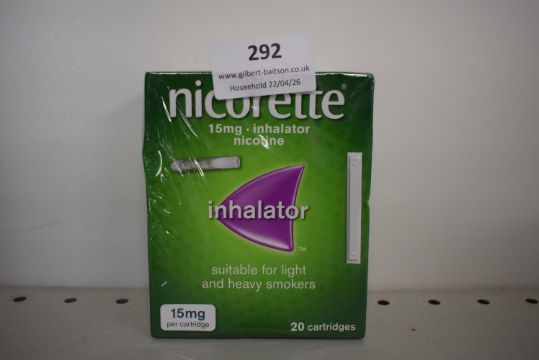 292
www.gilbert-baitson.co.uk
Household 22/04/26
nicorette®
15mg · inhalator
nicotine
inhalator
TM
suitable for light
and heavy smokers
15mg
per cartridge
20 cartridges